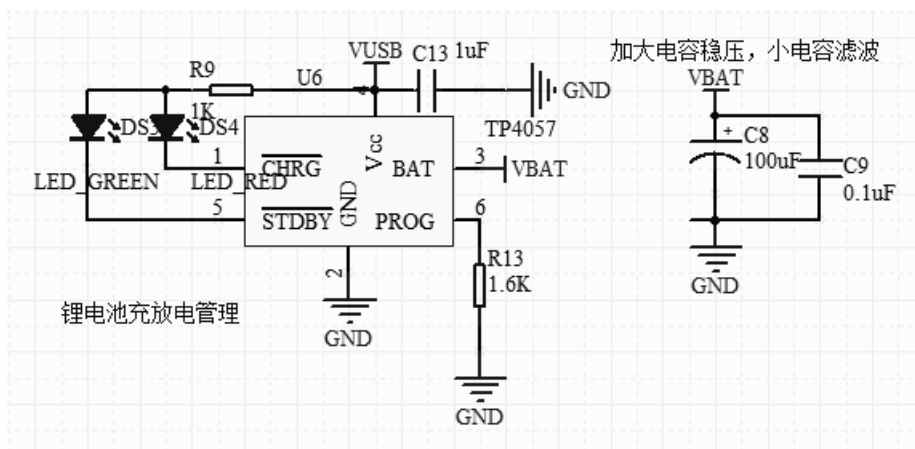 加大电容稳压，小电容滤波
VUSB
C13
1uF
R9
U6
4
GND
VBAT
1K
DS3
DS4
TP4057
Vcc
+
C8
100uF
1
CHRG
BAT
3
VBAT
C9
0.1uF
LED_GREEN
LED_RED
5
STDBY
GND
PROG
6
R13
1.6K
2
GND
锂电池充放电管理
GND
GND